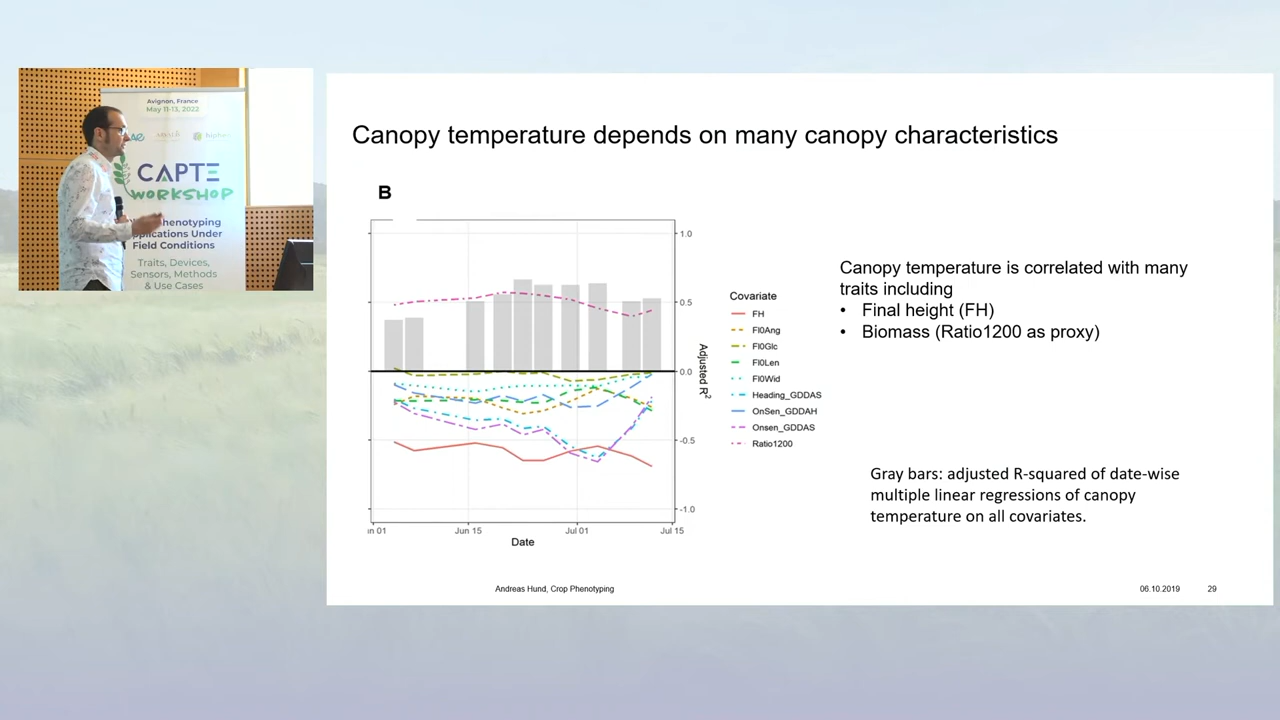 Avignon, France
May 11-13, 2022
CAPTE
WORKSHOP
henotyping
pplications Under
Field Conditions
Traits, Devices,
Sensors, Methods
& Use Cases
Canopy temperature depends on many canopy characteristics
B
1.0
0.5
0.0
-0.5
-1.0
Adjusted R²
n 01
Jun 15
Jul 01
Jul 15
Date
Covariate
FH
Fl0Ang
Fl0Glc
Fl0Len
Fl0Wid
Heading_GDDAS
OnSen_GDDAH
Onsen_GDDAS
Ratio1200
Canopy temperature is correlated with many
traits including
• Final height (FH)
• Biomass (Ratio1200 as proxy)
Gray bars: adjusted R-squared of date-wise
multiple linear regressions of canopy
temperature on all covariates.
Andreas Hund, Crop Phenotyping
06.10.2019
29